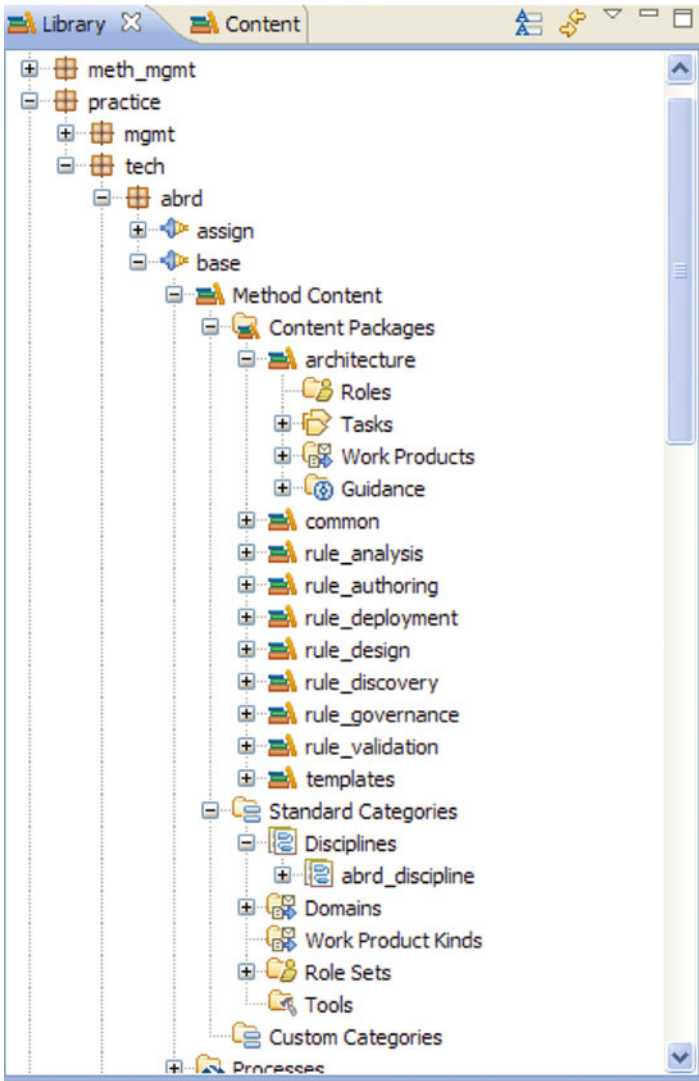 Library Content
meth_mgmt
practice
mgmt
tech
abrd
assign
base
Method Content
Content Packages
architecture
Roles
Tasks
Work Products
Guidance
common
rule_analysis
rule_authoring
rule_deployment
rule_design
rule_discovery
rule_governance
rule_validation
templates
Standard Categories
Disciplines
abrd_discipline
Domains
Work Product Kinds
Role Sets
Tools
Custom Categories
Processes